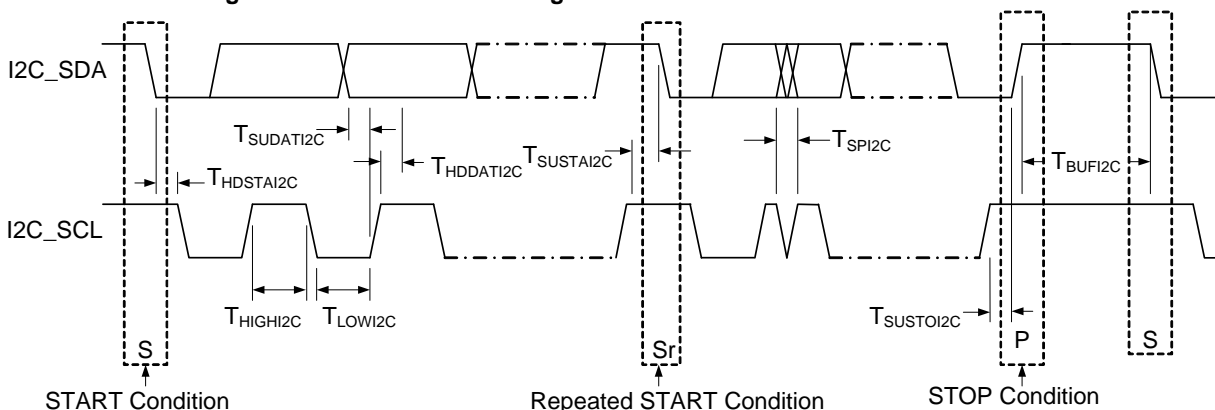 I2C_SDA
T_SUDATI2C
T_HDDATI2C
T_SUSTAI2C
T_SPI2C
T_BUFI2C
T_HDSTAI2C
I2C_SCL
T_HIGHI2C
T_LOWI2C
T_SUSTOI2C
S
Sr
P
S
START Condition
Repeated START Condition
STOP Condition